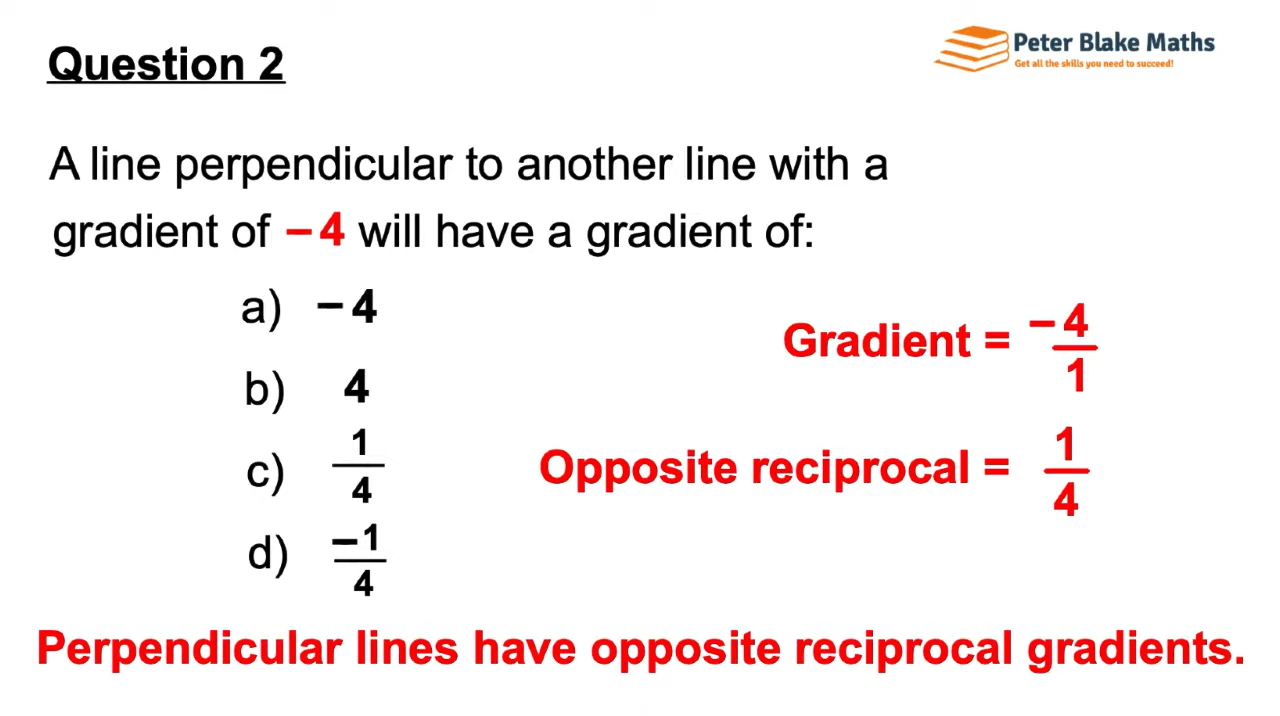 Question 2
Peter Blake Maths
Get all the skills you need to succeed!
A line perpendicular to another line with a
gradient of –4 will have a gradient of:
a) –4
b) 4
c) 1/4
d) –1/4
Gradient = –4/1
Opposite reciprocal = 1/4
Perpendicular lines have opposite reciprocal gradients.